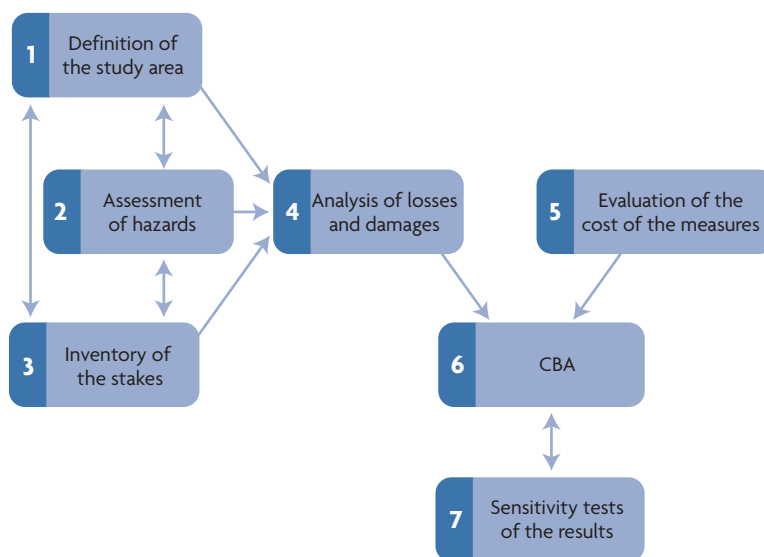 1
Definition of
the study area
2
Assessment
of hazards
3
Inventory of
the stakes
4
Analysis of losses
and damages
5
Evaluation of the
cost of the measures
6
CBA
7
Sensitivity tests
of the results